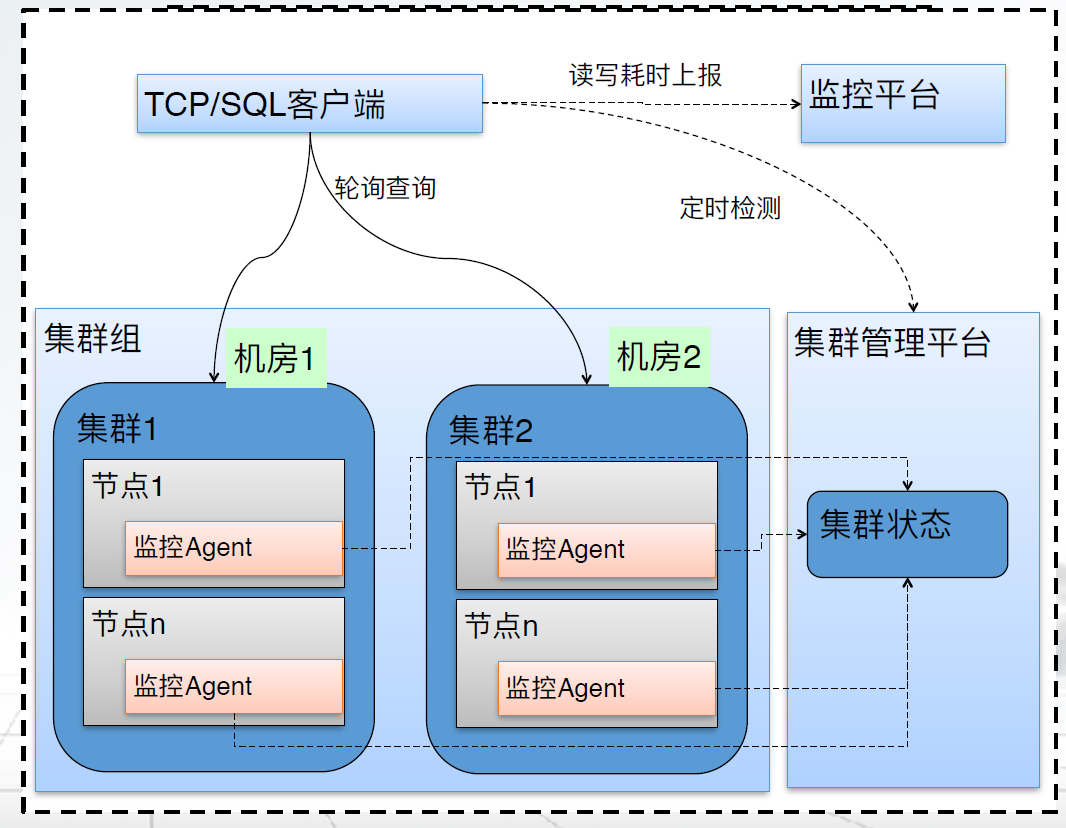 读写耗时上报
TCP/SQL客户端
监控平台
轮询查询
定时检测
集群组
机房1
机房2
集群管理平台
集群1
集群2
节点1
节点1
监控Agent
监控Agent
集群状态
节点n
节点n
监控Agent
监控Agent